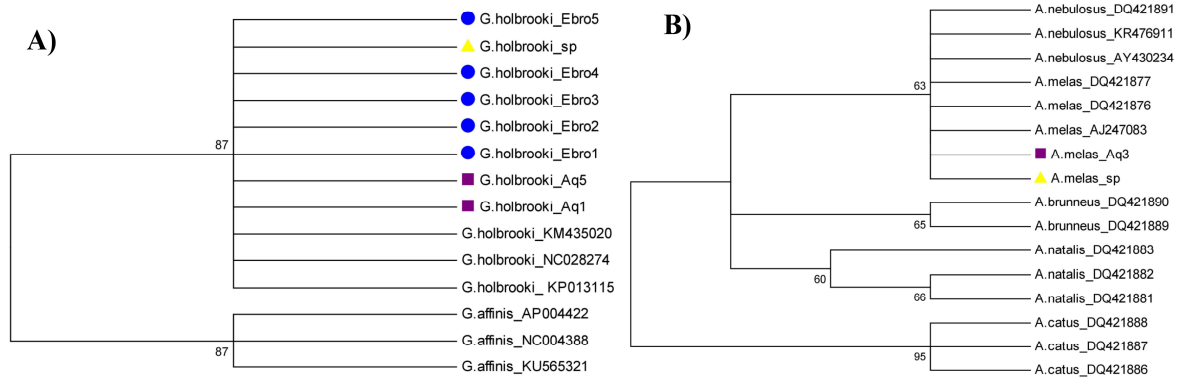 A)
G.holbrooki_Ebro5
G.holbrooki_sp
G.holbrooki_Ebro4
G.holbrooki_Ebro3
G.holbrooki_Ebro2
87
G.holbrooki_Ebro1
G.holbrooki_Aq5
G.holbrooki_Aq1
G.holbrooki_KM435020
G.holbrooki_NC028274
G.holbrooki_ KP013115
G.affinis_AP004422
G.affinis_NC004388
87
G.affinis_KU565321
B)
A.nebulosus_DQ421891
A.nebulosus_KR476911
A.nebulosus_AY430234
63
A.melas_DQ421877
A.melas_DQ421876
A.melas_AJ247083
A.melas_Aq3
A.melas_sp
A.brunneus_DQ421890
65
A.brunneus_DQ421889
A.natalis_DQ421883
60
A.natalis_DQ421882
66
A.natalis_DQ421881
A.catus_DQ421888
A.catus_DQ421887
95
A.catus_DQ421886